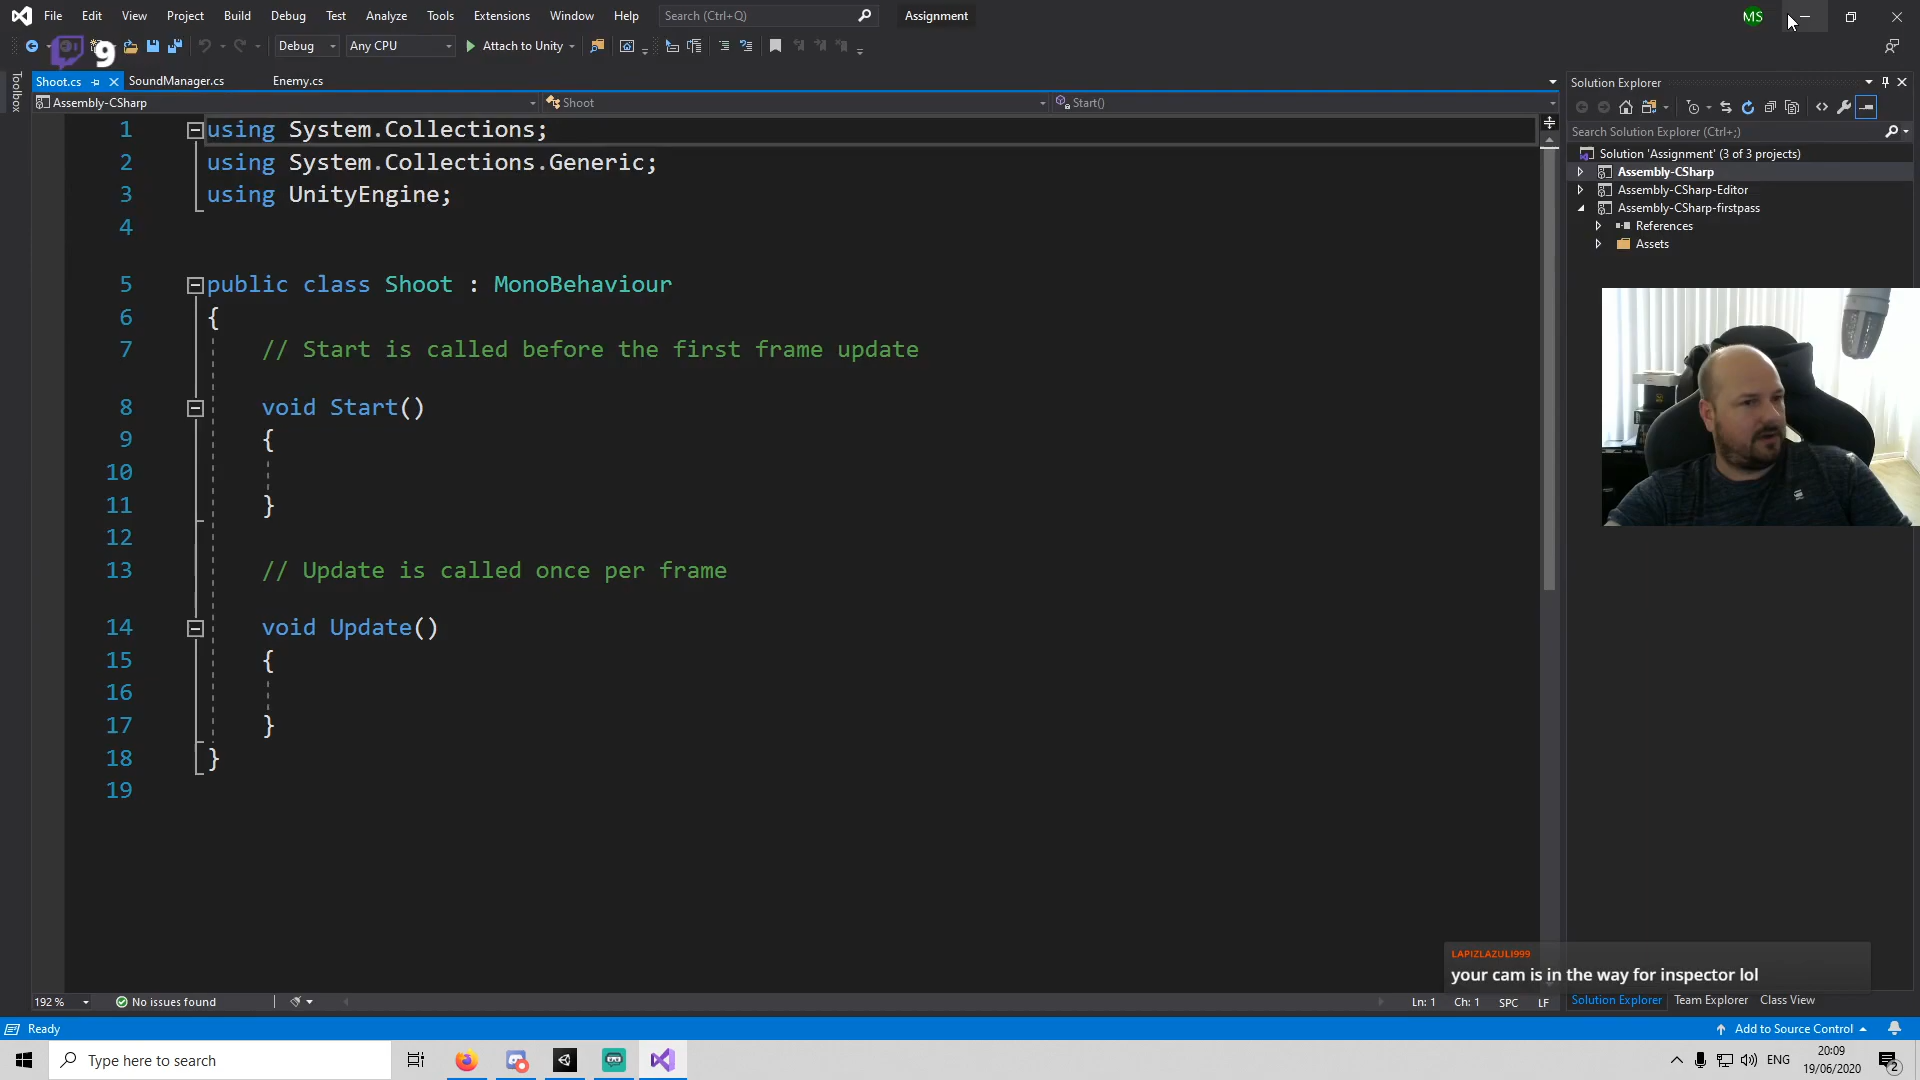 File Edit View Project Build Debug Test Analyze Tools Extensions Window Help Search (Ctrl+Q) Assignment MS
9 Debug Any CPU Attach to Unity
Shoot.cs SoundManager.cs Enemy.cs
Assembly-CSharp Shoot Start()
Toolbox
1 using System.Collections;
2 using System.Collections.Generic;
3 using UnityEngine;
4
5 public class Shoot : MonoBehaviour
6 {
7 // Start is called before the first frame update
8 void Start()
9 {
10
11 }
12
13 // Update is called once per frame
14 void Update()
15 {
16
17 }
18 }
19
Solution Explorer
Search Solution Explorer (Ctrl+;)
Solution 'Assignment' (3 of 3 projects)
Assembly-CSharp
Assembly-CSharp-Editor
Assembly-CSharp-firstpass
References
Assets
LAPIZLAZULI999
your cam is in the way for inspector lol
192 % No issues found Ln: 1 Ch: 1 SPC LF
Solution Explorer Team Explorer Class View
Ready Add to Source Control
Type here to search
ENG
20:09
19/06/2020
2